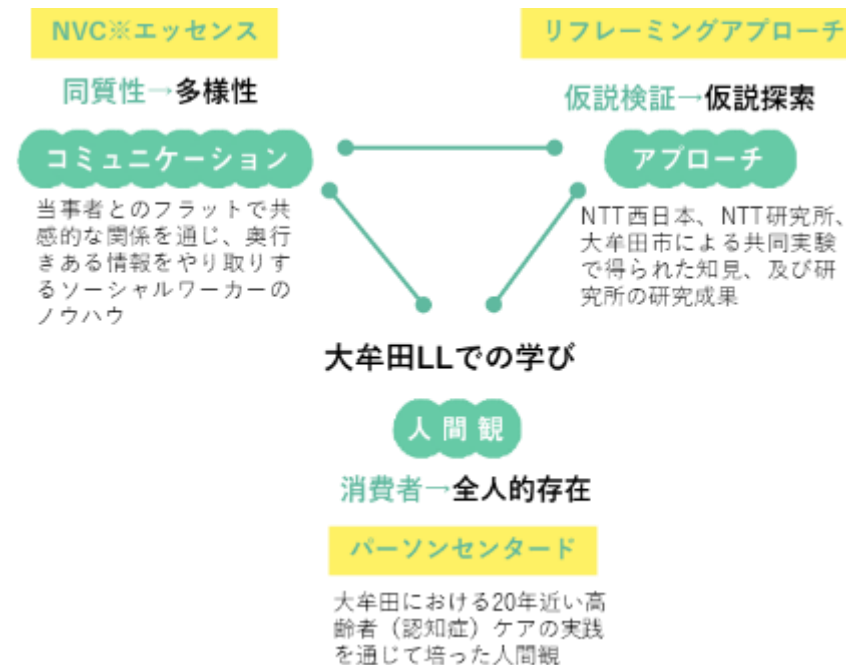 NVC※エッセンス
同質性→多様性
コミュニケーション
当事者とのフラットで共
感的な関係を通じ、奥行
きある情報をやり取りす
るソーシャルワーカーの
ノウハウ
リフレーミングアプローチ
仮説検証→仮説探索
アプローチ
NTT西日本、NTT研究所、
大牟田市による共同実験
で得られた知見、及び研
究所の研究成果
大牟田LLでの学び
人間観
消費者→全人的存在
パーソンセンタード
大牟田における20年近い高
齢者（認知症）ケアの実践
を通じて培った人間観